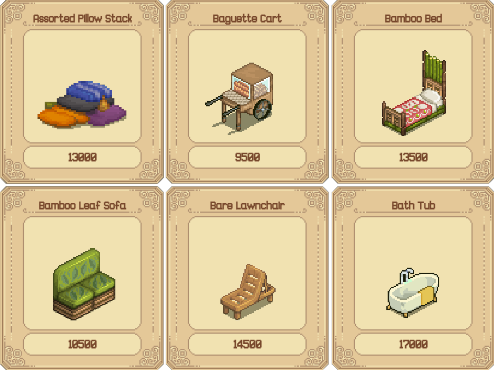 Assorted Pillow Stack
Baguette Cart
Bamboo Bed
13000
9500
13500
Bamboo Leaf Sofa
Bare Lawnchair
Bath Tub
10500
14500
17000